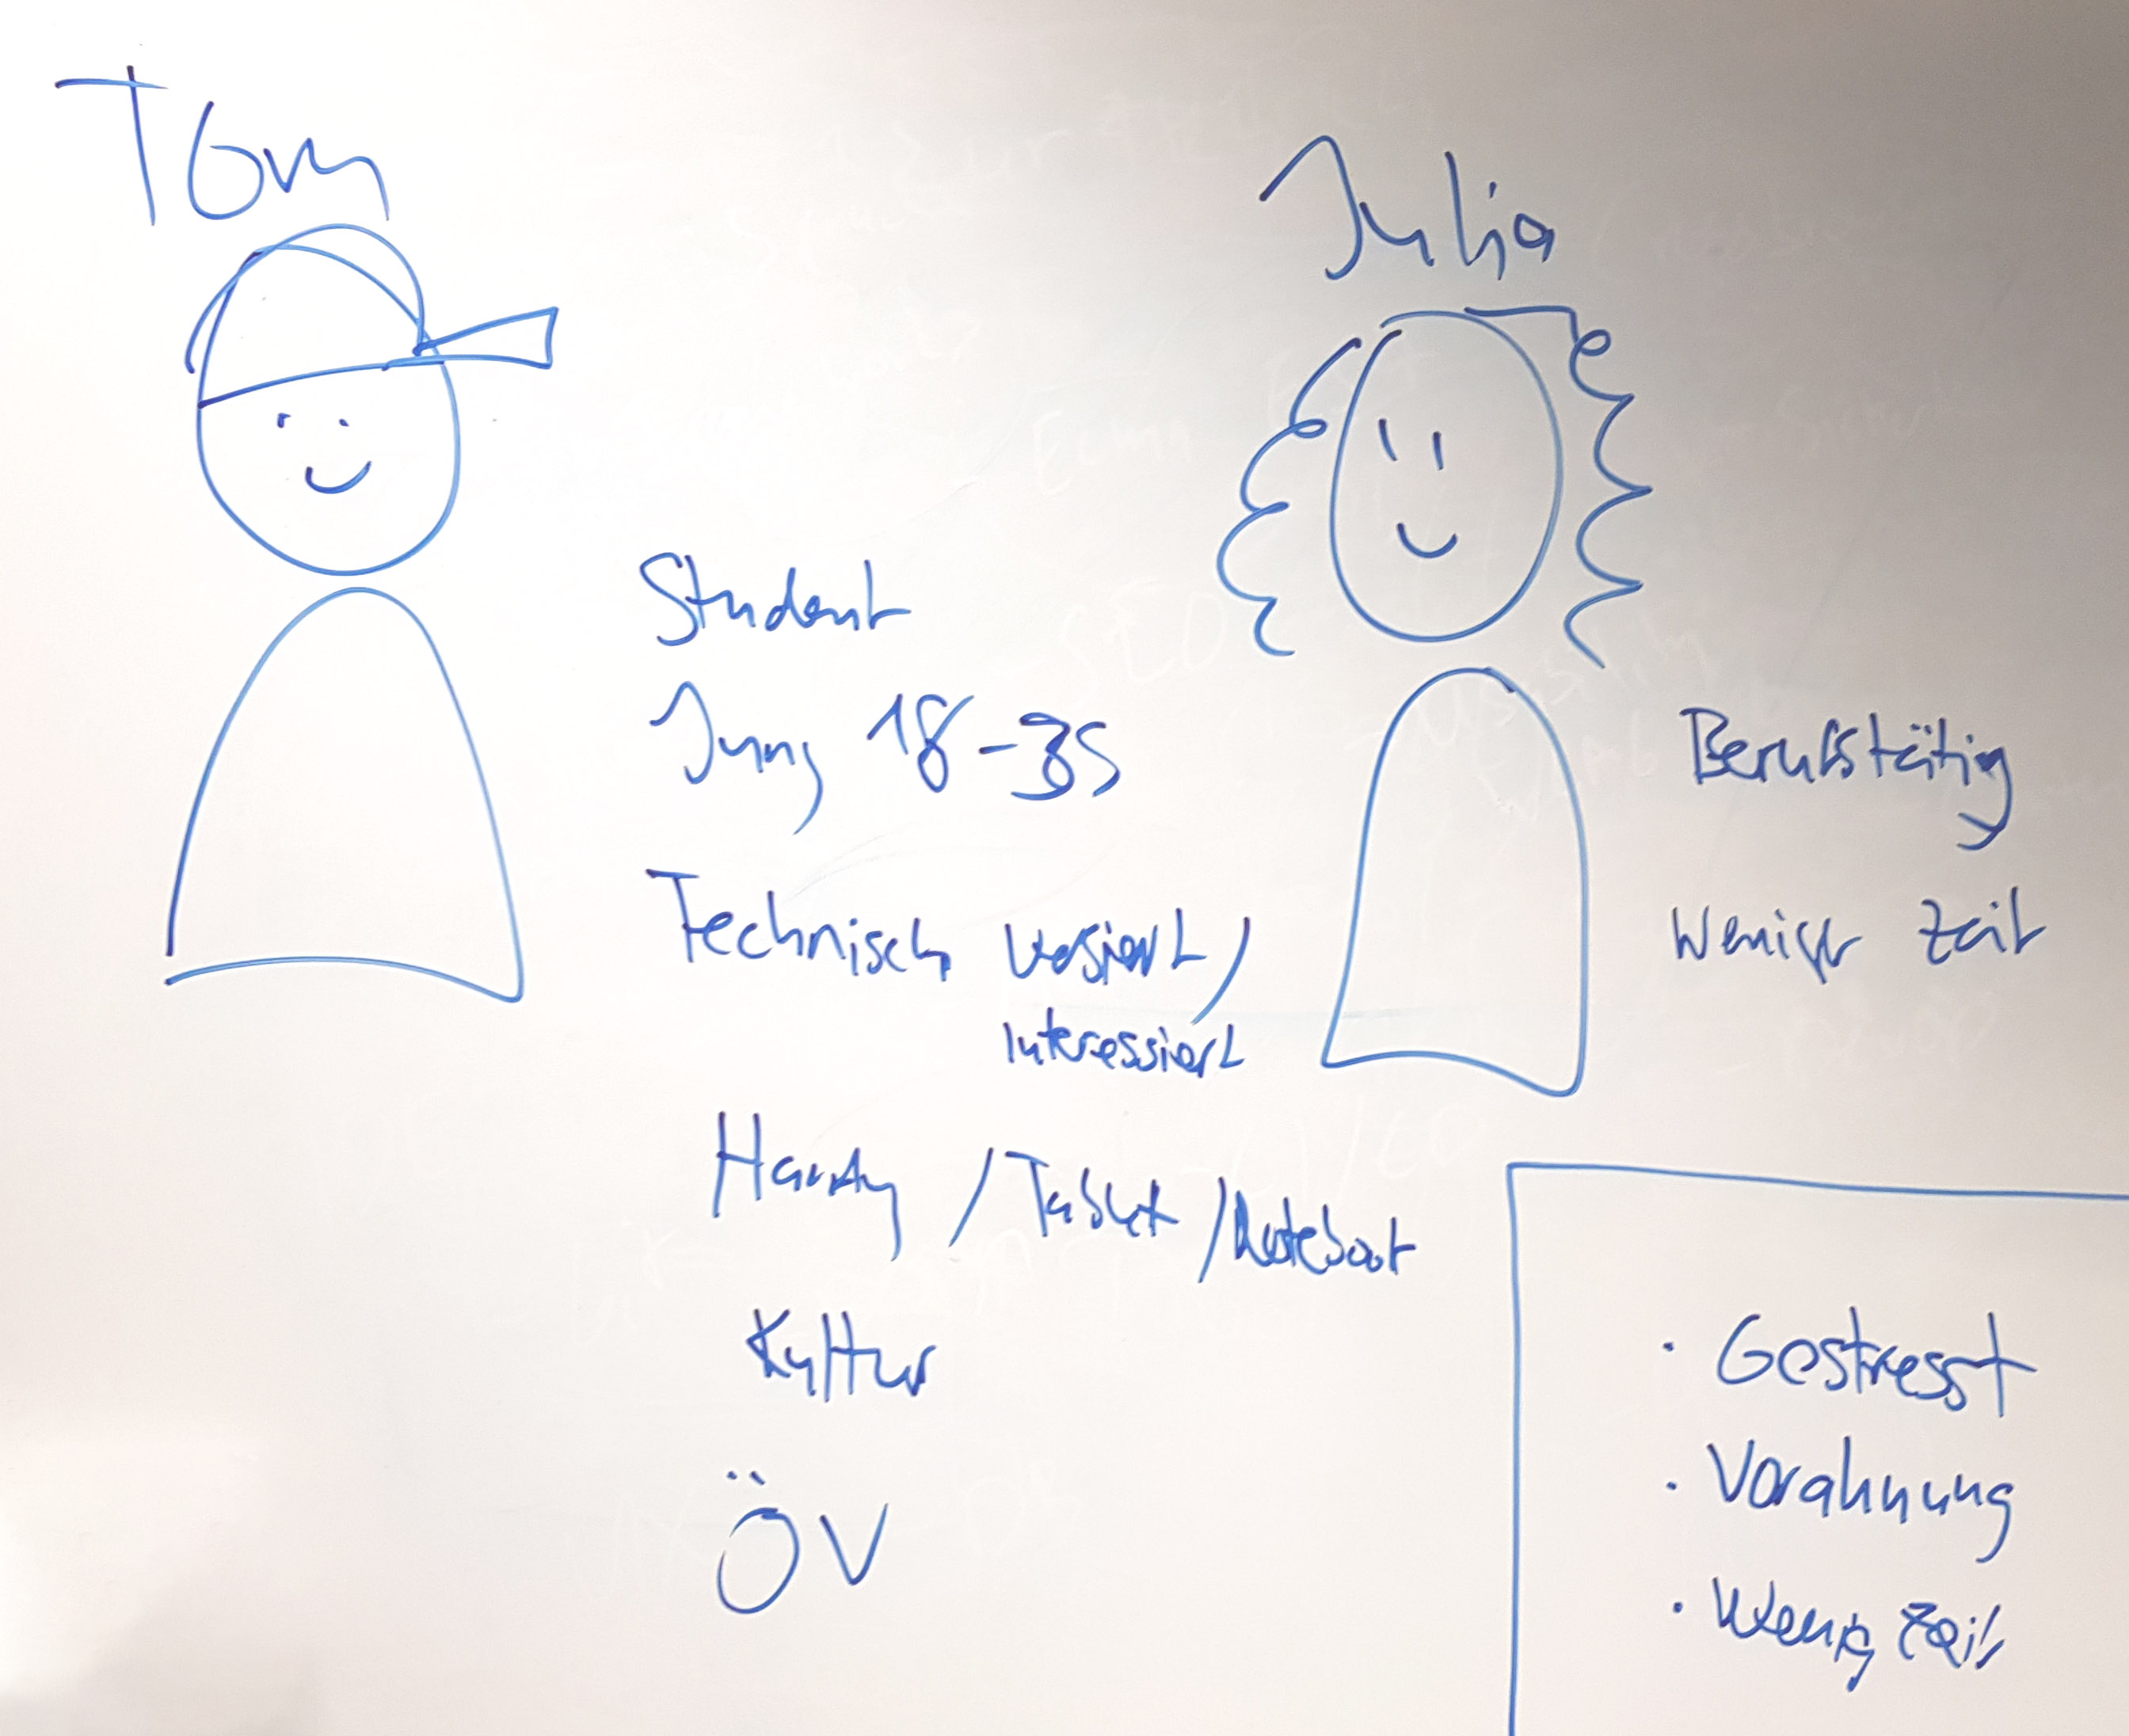 Tom
Student
Jung 18-35
Technisch versiert/
Interessiert
Handy / Tablet / Notebook
Kultur
ÖV
Julia
Berufstätig
Weniger Zeit
· Gestresst
· Vorahnung
· Wenig Zeit